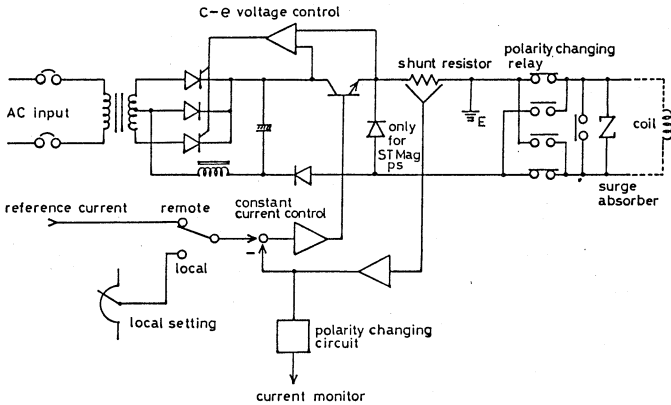 C-e voltage control
shunt resistor
polarity changing
relay
AC input
E
only
for
STMag
ps
coil
surge
absorber
reference current
remote
constant
current control
-
local
local setting
polarity changing
circuit
current monitor